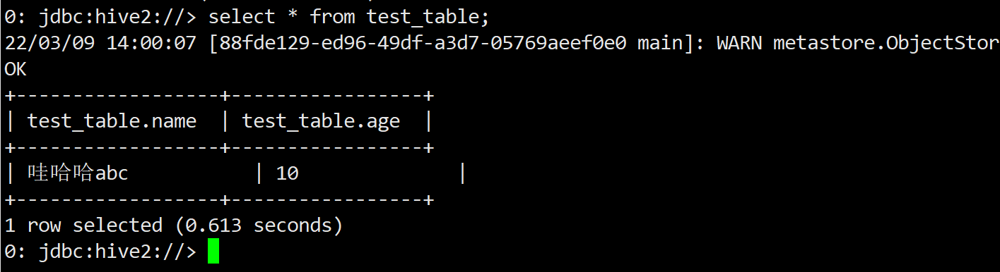 0: jdbc:hive2://> select * from test_table;
22/03/09 14:00:07 [88fde129-ed96-49df-a3d7-05769aeef0e0 main]: WARN metastore.ObjectStor
OK
+------------------+-----------------+
| test_table.name  | test_table.age  |
+------------------+-----------------+
| 哇哈哈abc           | 10              |
+------------------+-----------------+
1 row selected (0.613 seconds)
0: jdbc:hive2://>